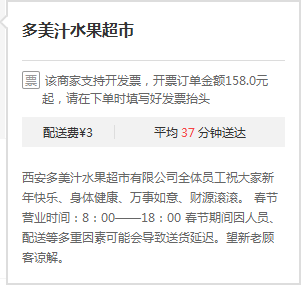 多美汁水果超市
票 该商家支持开发票，开票订单金额158.0元
起，请在下单时填写好发票抬头
配送费¥3 平均 37 分钟送达
西安多美汁水果超市有限公司全体员工祝大家新
年快乐、身体健康、万事如意、财源滚滚。 春节
营业时间：8：00——18：00 春节期间因人员、
配送等多重因素可能会导致送货延迟。望新老顾
客谅解。